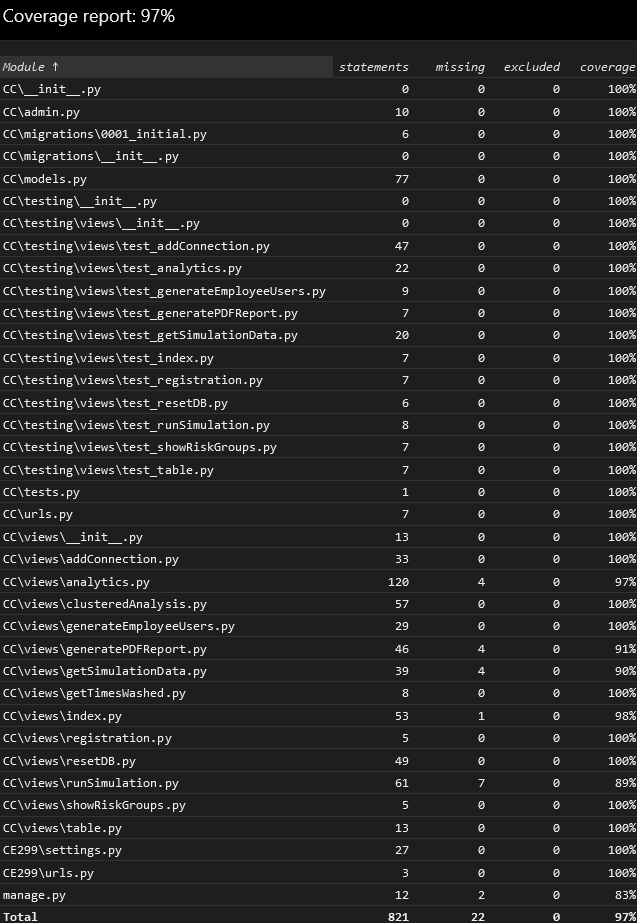 Coverage report: 97%
Module ↑ statements missing excluded coverage
CC\__init__.py 0 0 0 100%
CC\admin.py 10 0 0 100%
CC\migrations\0001_initial.py 6 0 0 100%
CC\migrations\__init__.py 0 0 0 100%
CC\models.py 77 0 0 100%
CC\testing\__init__.py 0 0 0 100%
CC\testing\views\__init__.py 0 0 0 100%
CC\testing\views\test_addConnection.py 47 0 0 100%
CC\testing\views\test_analytics.py 22 0 0 100%
CC\testing\views\test_generateEmployeeUsers.py 9 0 0 100%
CC\testing\views\test_generatePDFReport.py 7 0 0 100%
CC\testing\views\test_getSimulationData.py 20 0 0 100%
CC\testing\views\test_index.py 7 0 0 100%
CC\testing\views\test_registration.py 7 0 0 100%
CC\testing\views\test_resetDB.py 6 0 0 100%
CC\testing\views\test_runSimulation.py 8 0 0 100%
CC\testing\views\test_showRiskGroups.py 7 0 0 100%
CC\testing\views\test_table.py 7 0 0 100%
CC\tests.py 1 0 0 100%
CC\urls.py 7 0 0 100%
CC\views\__init__.py 13 0 0 100%
CC\views\addConnection.py 33 0 0 100%
CC\views\analytics.py 120 4 0 97%
CC\views\clusteredAnalysis.py 57 0 0 100%
CC\views\generateEmployeeUsers.py 29 0 0 100%
CC\views\generatePDFReport.py 46 4 0 91%
CC\views\getSimulationData.py 39 4 0 90%
CC\views\getTimesWashed.py 8 0 0 100%
CC\views\index.py 53 1 0 98%
CC\views\registration.py 5 0 0 100%
CC\views\resetDB.py 49 0 0 100%
CC\views\runSimulation.py 61 7 0 89%
CC\views\showRiskGroups.py 5 0 0 100%
CC\views\table.py 13 0 0 100%
CE299\settings.py 27 0 0 100%
CE299\urls.py 3 0 0 100%
manage.py 12 2 0 83%
Total 821 22 0 97%